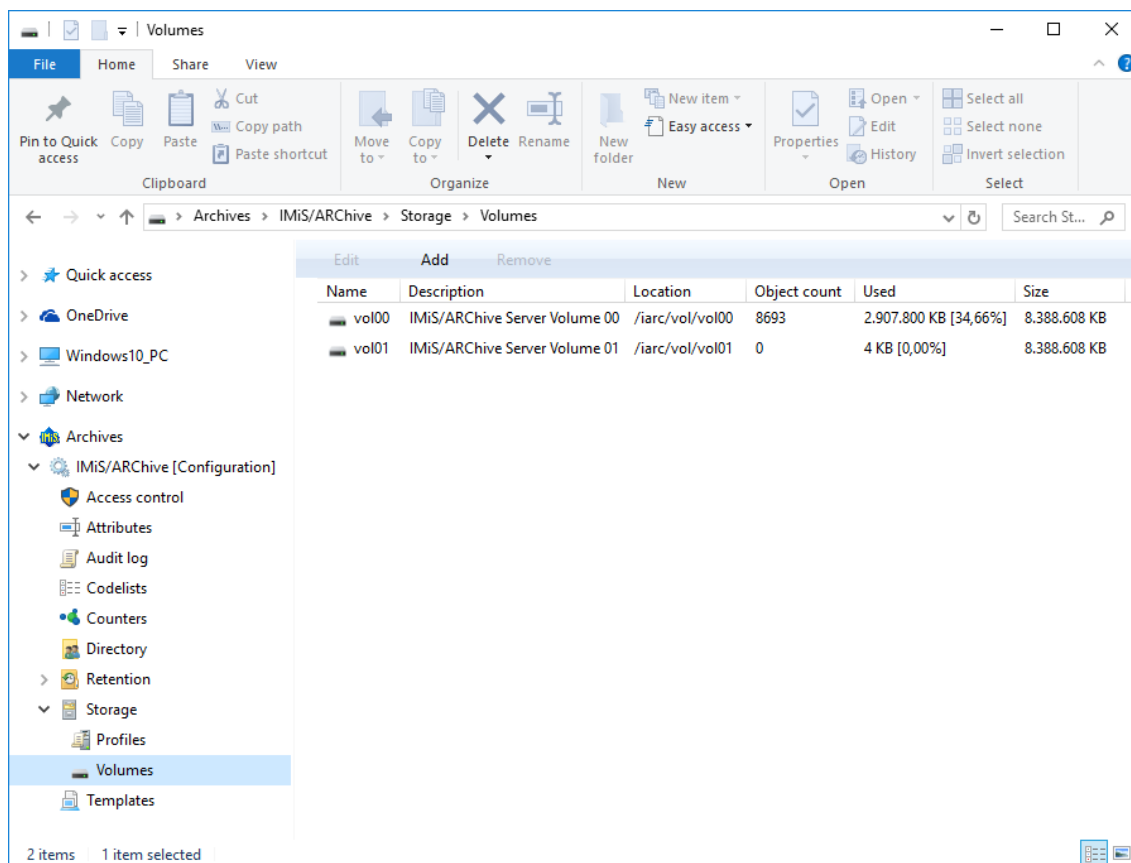 Volumes
File Home Share View
Pin to Quick access
Copy
Paste
Cut
Copy path
Paste shortcut
Clipboard
Move to
Copy to
Delete
Rename
Organize
New folder
New item
Easy access
New
Properties
Open
Edit
History
Open
Select all
Select none
Invert selection
Select
Archives > IMiS/ARChive > Storage > Volumes
Search St...
Edit Add Remove
Name Description Location Object count Used Size
vol00 IMiS/ARChive Server Volume 00 /iarc/vol/vol00 8693 2.907.800 KB [34,66%] 8.388.608 KB
vol01 IMiS/ARChive Server Volume 01 /iarc/vol/vol01 0 4 KB [0,00%] 8.388.608 KB
Quick access
OneDrive
Windows10_PC
Network
Archives
IMiS/ARChive [Configuration]
Access control
Attributes
Audit log
Codelists
Counters
Directory
Retention
Storage
Profiles
Volumes
Templates
2 items 1 item selected